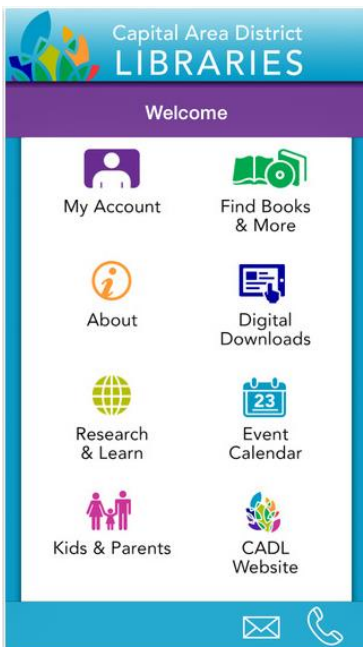 Capital Area District
LIBRARIES
Welcome
My Account
Find Books
& More
i
About
Digital
Downloads
Research
& Learn
23
Event
Calendar
Kids & Parents
CADL
Website